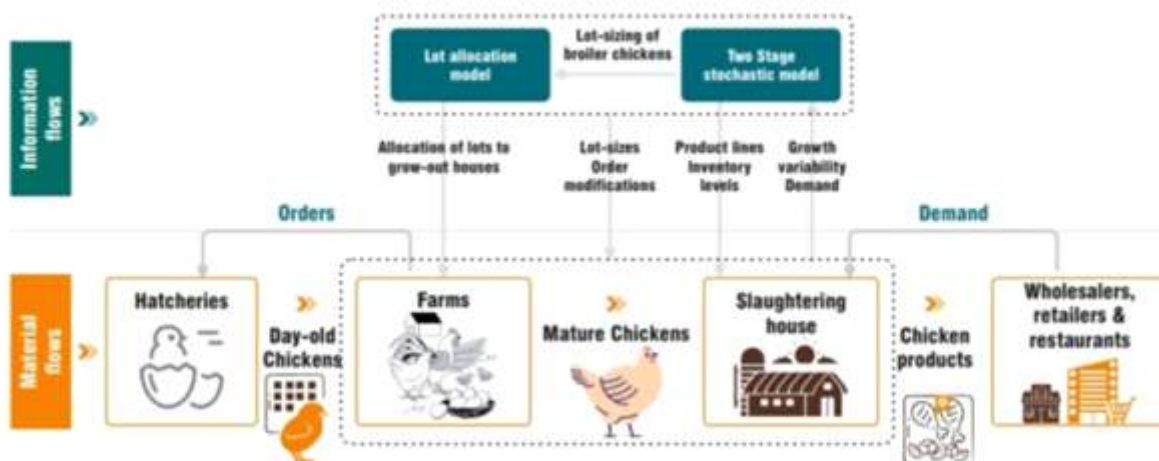 Information
flows
Lot allocation
model
Lot-sizing of
broiler chickens
Two Stage
stochastic model
Allocation of lots to
grow-out houses
Lot-sizes
Order
modifications
Product lines
Inventory
levels
Growth
variability
Demand
Orders
Demand
Material
flows
Hatcheries
Day-old
Chickens
Farms
Mature Chickens
Slaughtering
house
Chicken
products
Wholesalers,
retailers &
restaurants